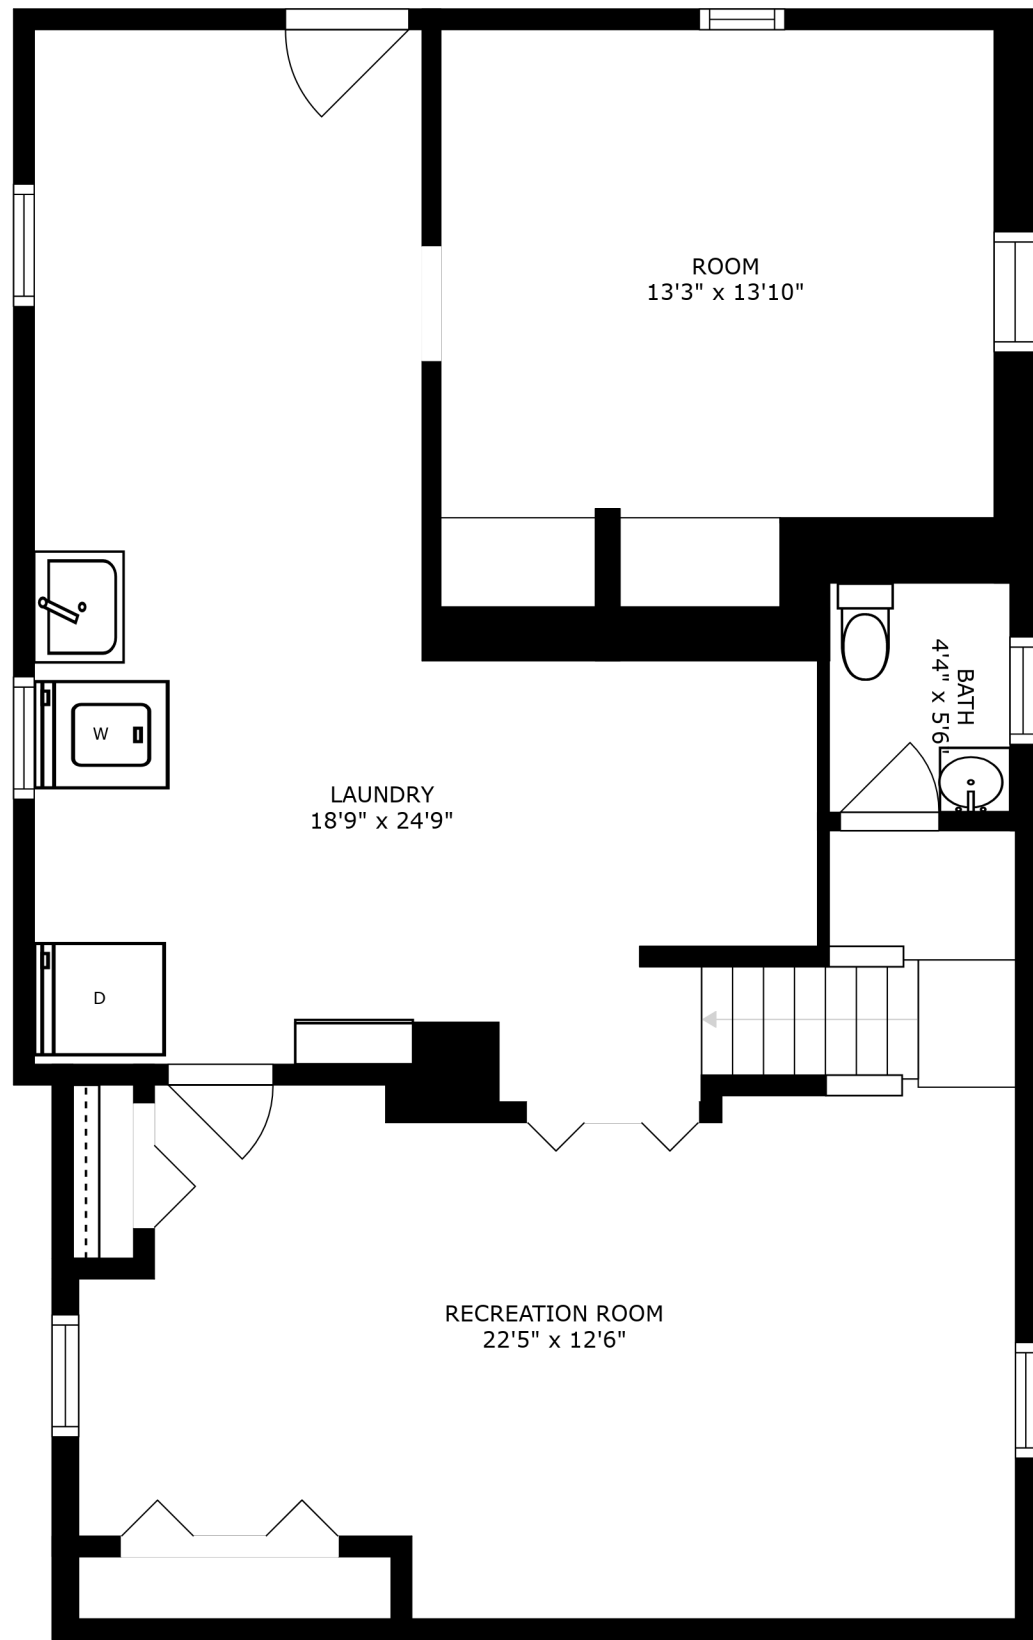 ROOM
13'3" x 13'10"
BATH
4'4" x 5'6"
W
LAUNDRY
18'9" x 24'9"
D
RECREATION ROOM
22'5" x 12'6"